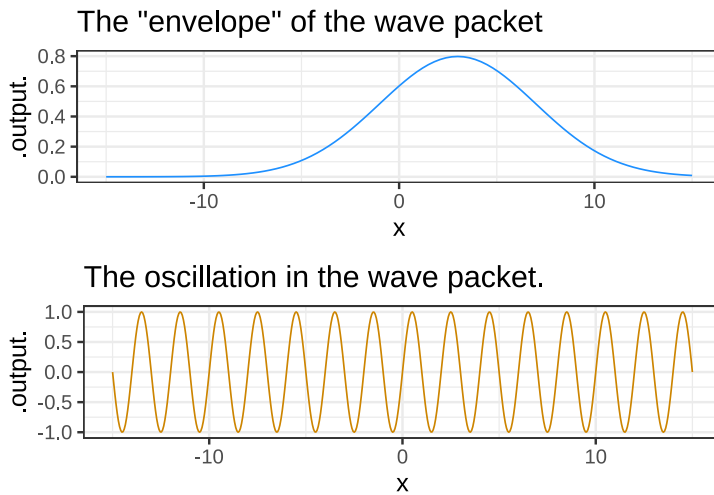 The "envelope" of the wave packet
.output.
0.8
0.6
0.4
0.2
0.0
-10 0 10
x
The oscillation in the wave packet.
.output.
1.0
0.5
0.0
-0.5
-1.0
-10 0 10
x